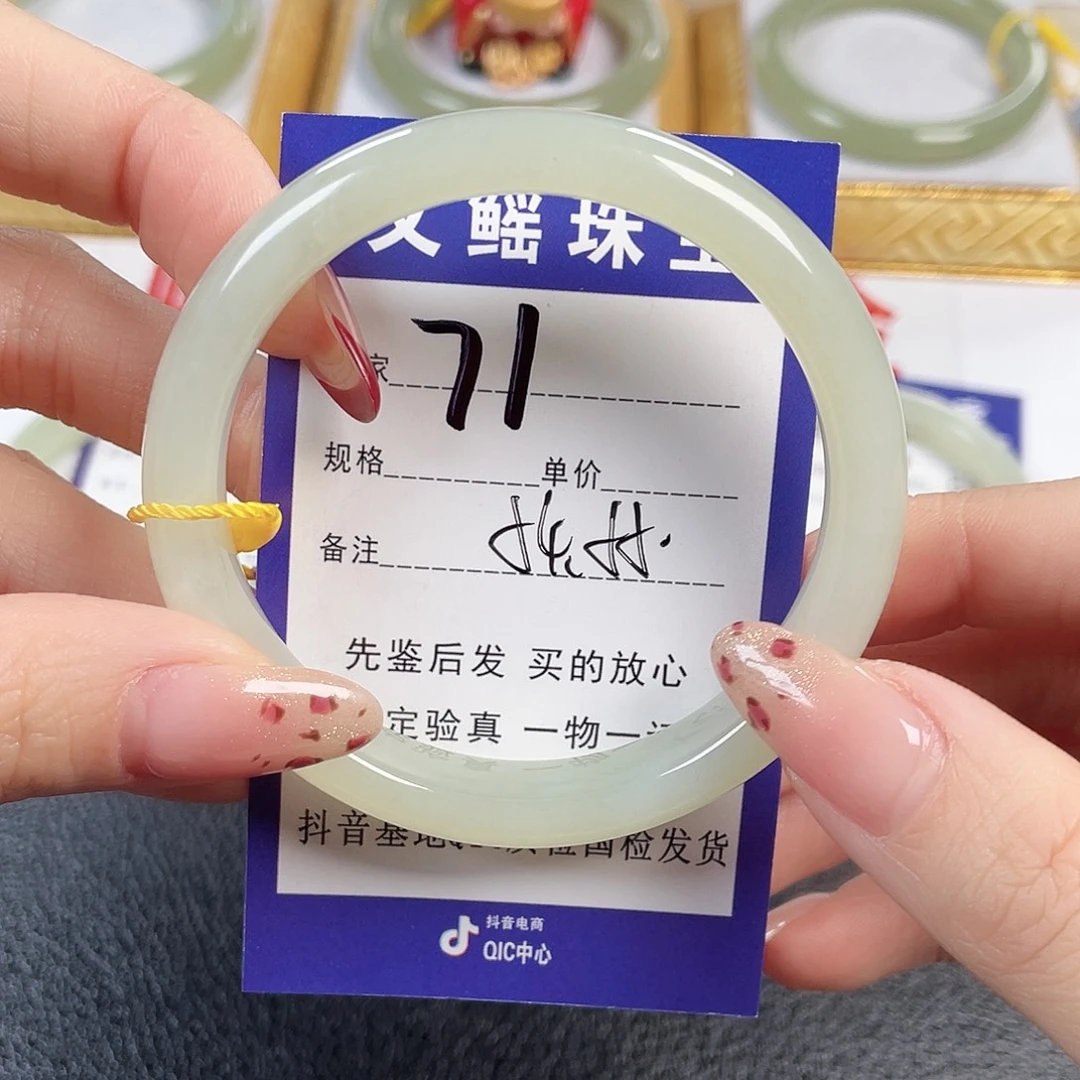 鳐珠
家 71
规格 单价
备注
先鉴后发 买的放心
定验真 一物一
抖音基地 检国检发货
抖音电商
QIC中心